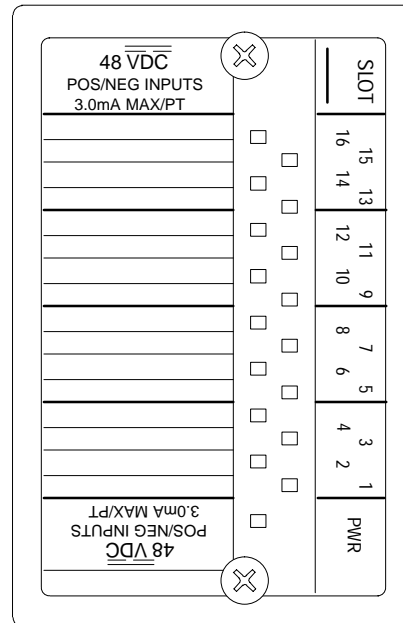 48 VDC
POS/NEG INPUTS
3.0mA MAX/PT
SLOT
16
15
14
13
12
11
10
9
8
7
6
5
4
3
2
1
PWR
48 VDC
POS/NEG INPUTS
3.0mA MAX/PT